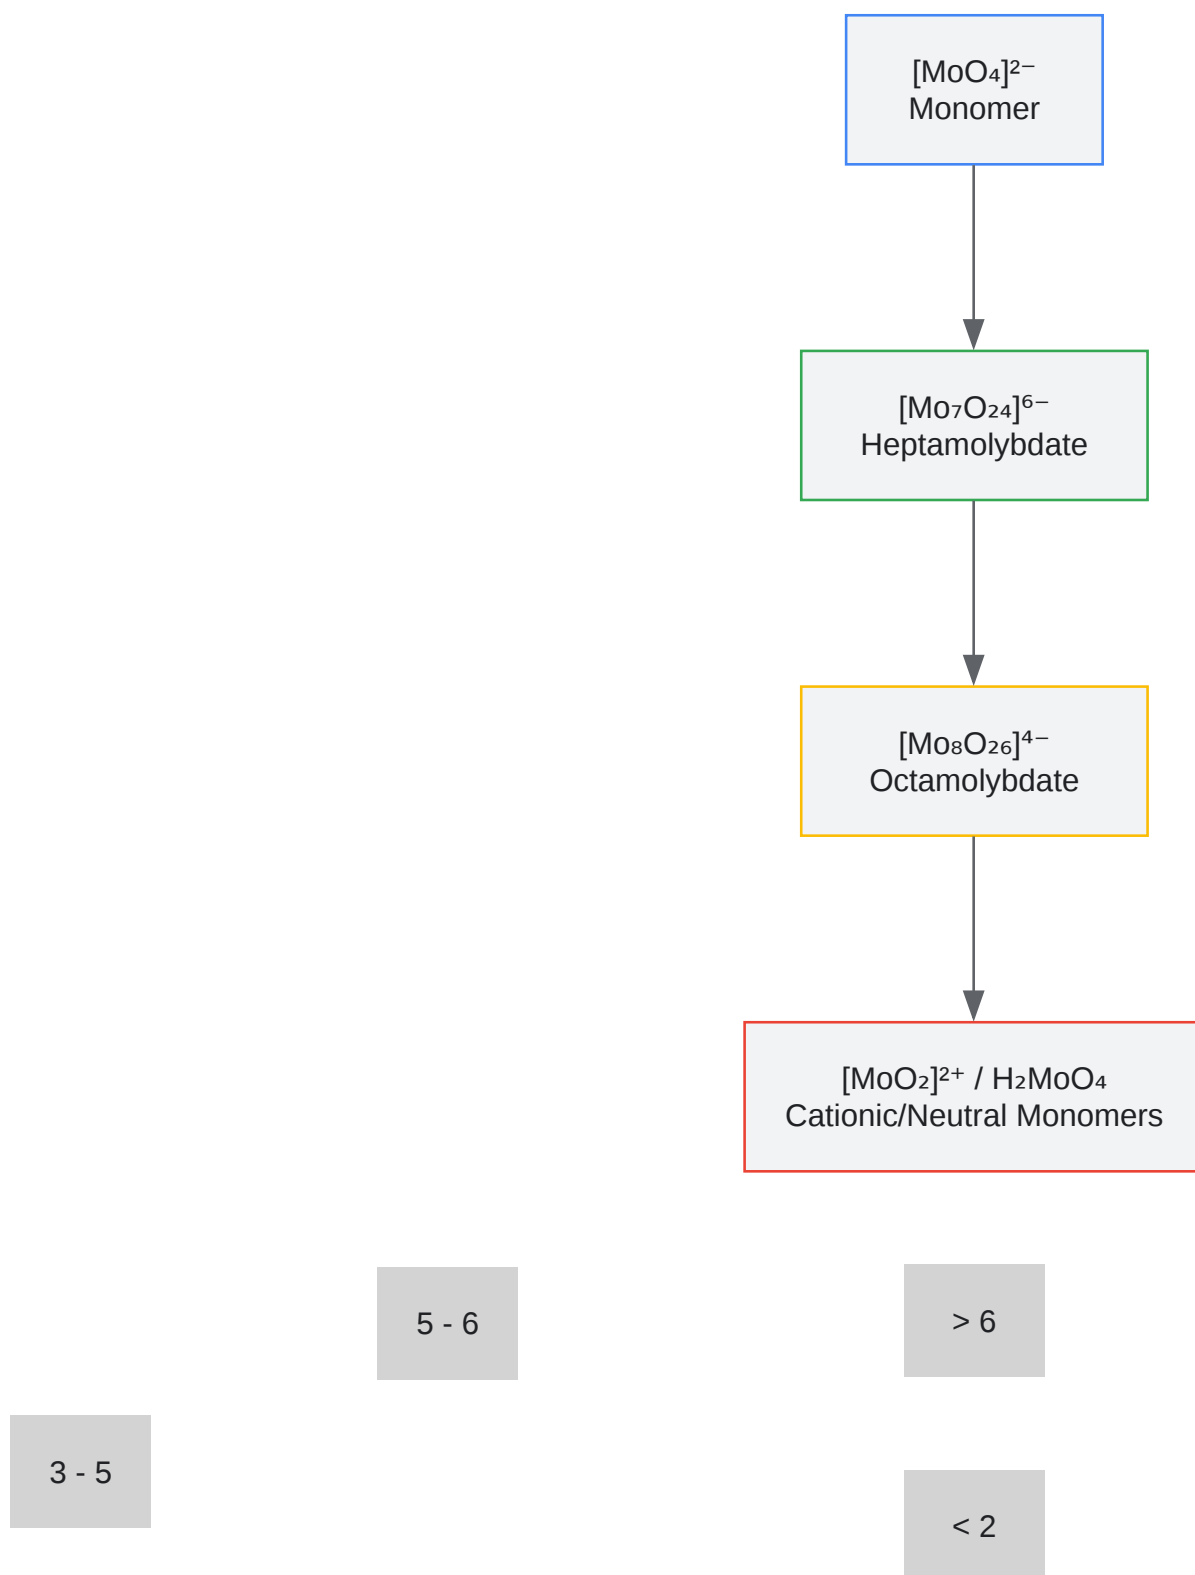 [MoO₄]²⁻
Monomer
[Mo₇O₂₄]⁶⁻
Heptamolybdate
[Mo₈O₂₆]⁴⁻
Octamolybdate
[MoO₂]²⁺ / H₂MoO₄
Cationic/Neutral Monomers
5 - 6
> 6
3 - 5
< 2